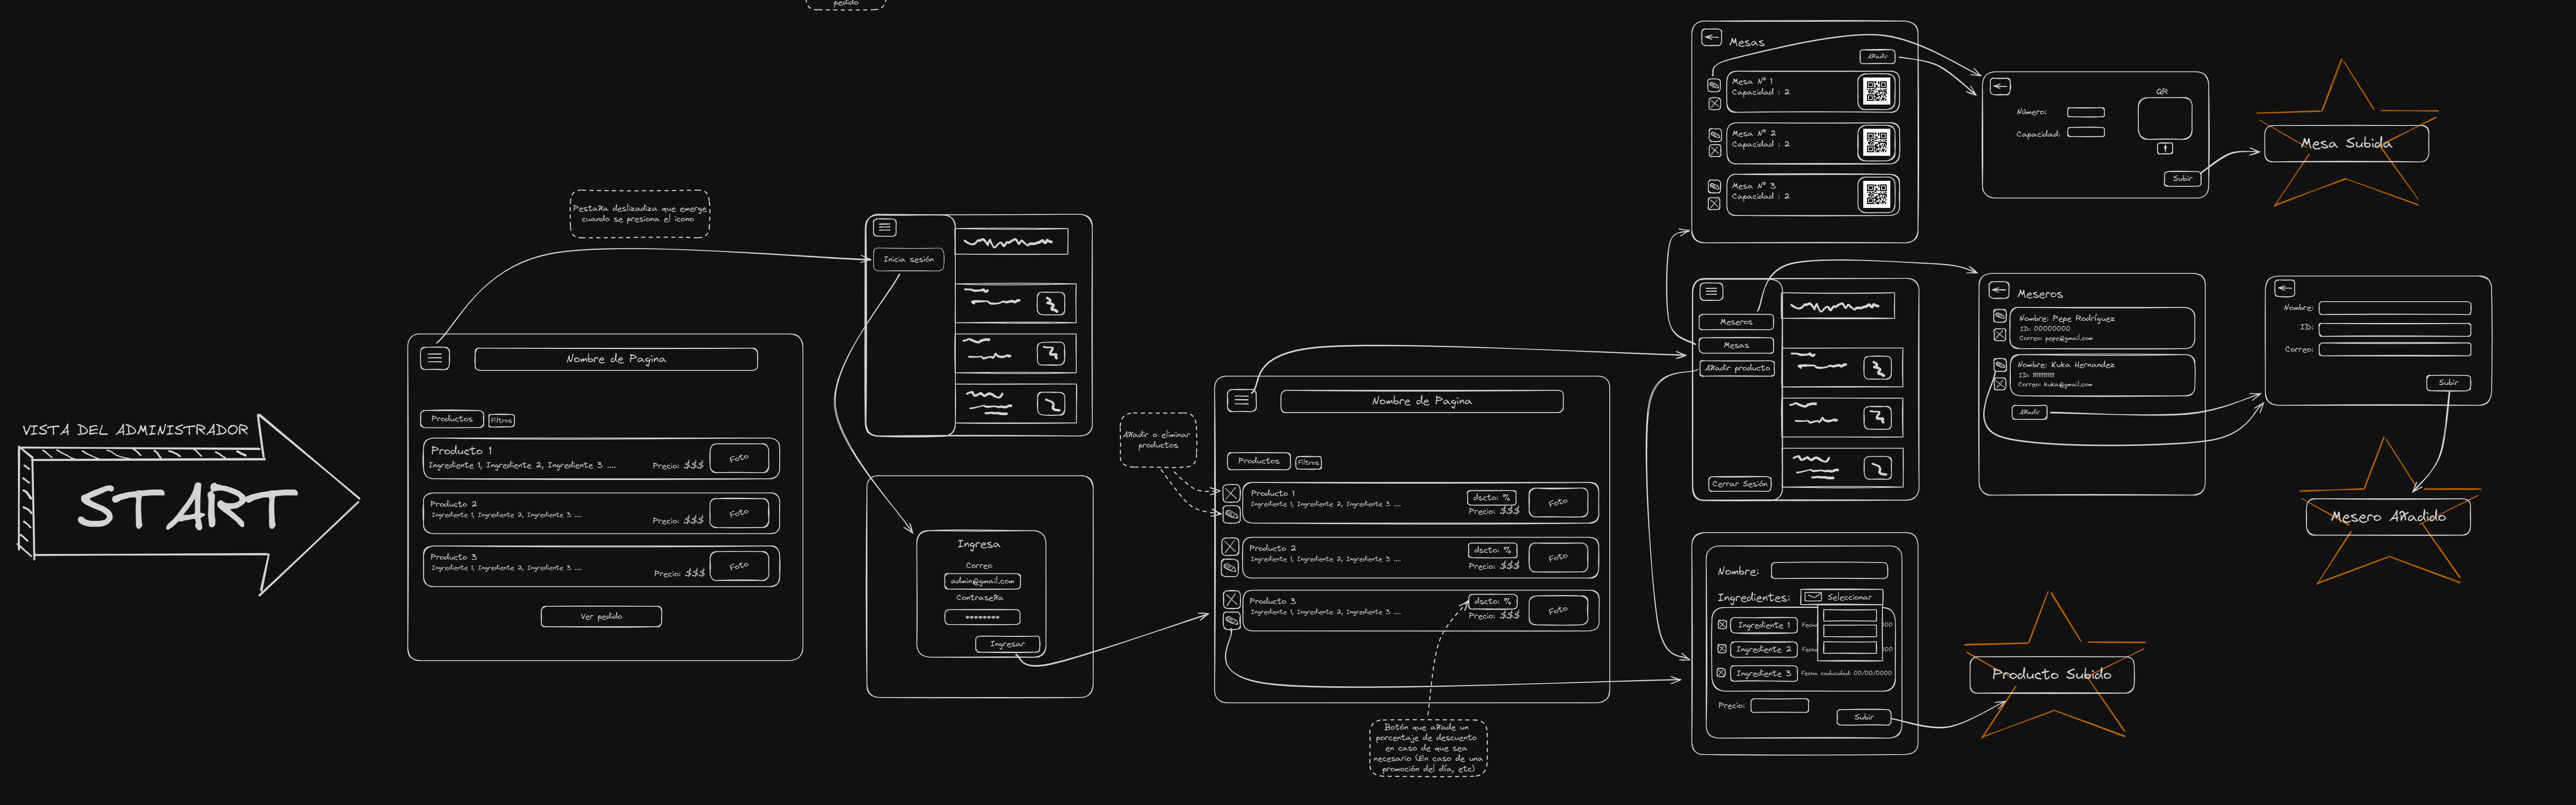 pedido
VISTA DEL ADMINISTRADOR
START
Pestaña deslizadiza que emerge
cuando se presiona el icono
Nombre de Pagina
Productos
Filtros
Producto 1
Ingrediente 1, Ingrediente 2, Ingrediente 3 ....
Precio: $$$
Foto
Producto 2
Ingrediente 1, Ingrediente 2, Ingrediente 3 ....
Precio: $$$
Foto
Producto 3
Ingrediente 1, Ingrediente 2, Ingrediente 3 ....
Precio: $$$
Foto
Ver pedido
Inicia sesión
Ingresa
Correo
admin@gmail.com
Contraseña
********
Ingresar
Añadir o eliminar
productos
Nombre de Pagina
Productos
Filtros
Producto 1
Ingrediente 1, Ingrediente 2, Ingrediente 3 ....
dscto: %
Precio: $$$
Foto
Producto 2
Ingrediente 1, Ingrediente 2, Ingrediente 3 ....
dscto: %
Precio: $$$
Foto
Producto 3
Ingrediente 1, Ingrediente 2, Ingrediente 3 ....
dscto: %
Precio: $$$
Foto
Botón que añade un
porcentaje de descuento
en caso de que sea
necesario (En caso de una
promoción del día, etc)
Mesas
Añadir
Mesa N° 1
Capacidad : 2
Mesa N° 2
Capacidad : 2
Mesa N° 3
Capacidad : 2
Número:
Capacidad:
QR
Subir
Mesa Subida
Meseros
Mesas
Añadir producto
Cerrar Sesión
Meseros
Nombre: Pepe Rodríguez
ID: 00000000
Correo: pepe@gmail.com
Nombre: Kuka Hernandez
Correo: kuka@gmail.com
Añadir
Nombre:
ID:
Correo:
Subir
Mesero Añadido
Nombre:
Ingredientes:
Seleccionar
Ingrediente 1
Ingrediente 2
Ingrediente 3
Fecha caducidad: 00/00/0000
Precio:
Subir
Producto Subido